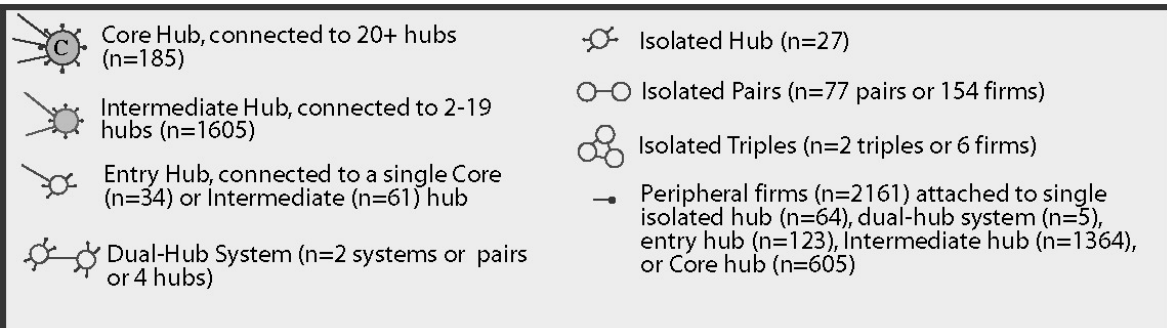 C
Core Hub, connected to 20+ hubs
(n=185)
Intermediate Hub, connected to 2-19
hubs (n=1605)
Entry Hub, connected to a single Core
(n=34) or Intermediate (n=61) hub
Dual-Hub System (n=2 systems or pairs
or 4 hubs)
Isolated Hub (n=27)
Isolated Pairs (n=77 pairs or 154 firms)
Isolated Triples (n=2 triples or 6 firms)
Peripheral firms (n=2161) attached to single
isolated hub (n=64), dual-hub system (n=5),
entry hub (n=123), Intermediate hub (n=1364),
or Core hub (n=605)